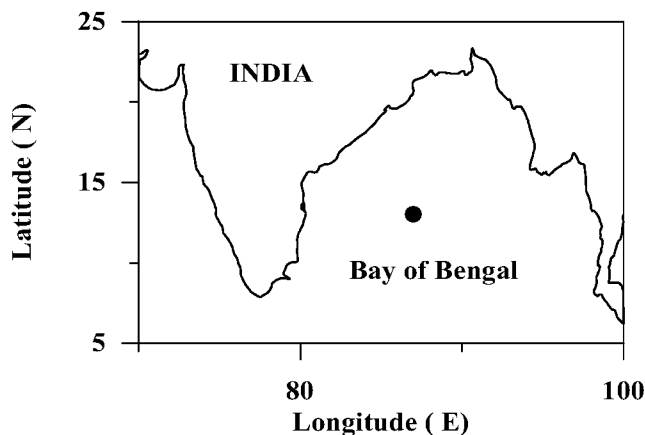 25
INDIA
Latitude ( N)
15
Bay of Bengal
5
80
100
Longitude ( E)